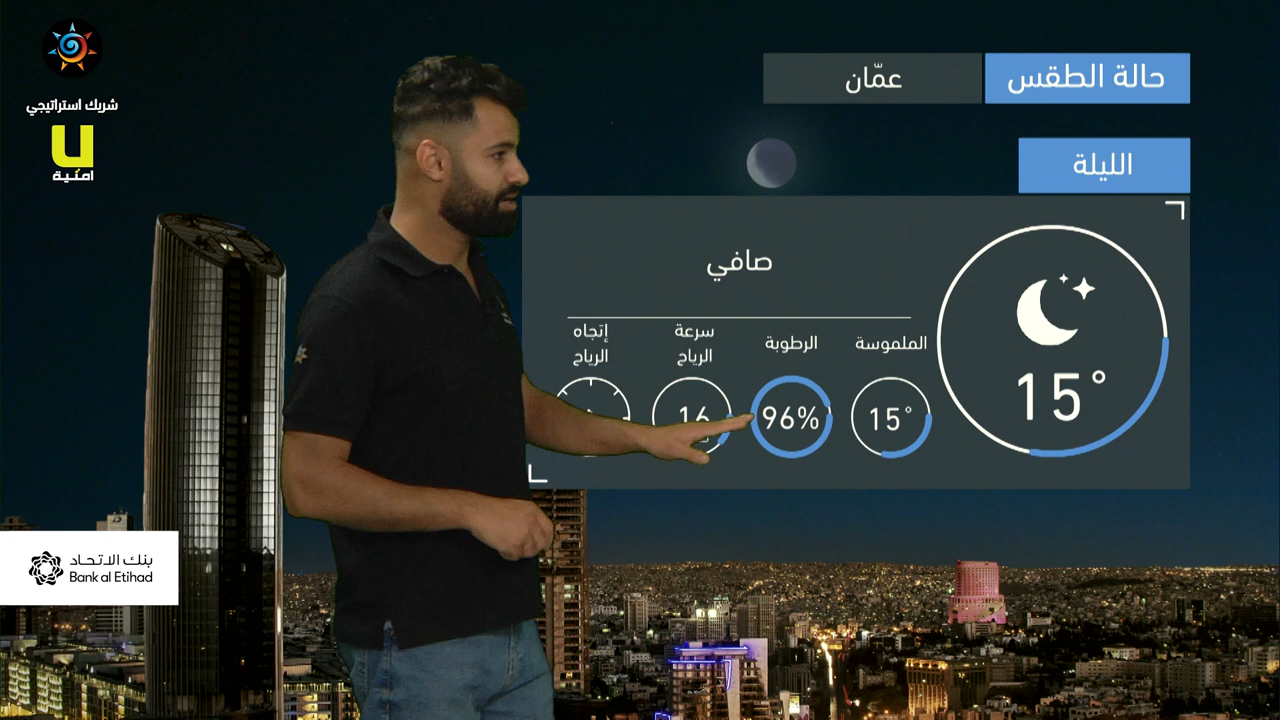 شريك استراتيجي
امنية
حالة الطقس
عمّان
الليلة
صافي
الملموسة
الرطوبة
سرعة الرياح
إتجاه الرياح
15°
96%
16
15°
بنك الاتحاد
Bank al Etihad